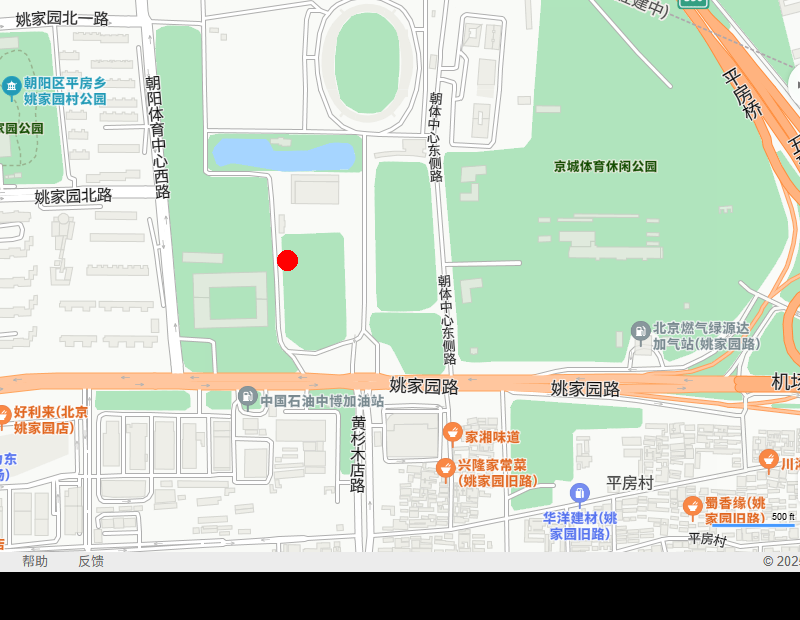 姚家园北一路
朝阳区平房乡
姚家园村公园
家园公园
朝阳体育中心西路
姚家园北路
朝体中心东侧路
平房桥
京城体育休闲公园
朝体中心东侧路
北京燃气绿源达
加气站(姚家园路)
姚家园路
姚家园路
机场
中国石油中博加油站
好利来(北京
姚家园店)
黄杉木店路
家湘味道
兴隆家常菜
(姚家园旧路)
平房村
华洋建材(姚
家园旧路)
蜀香缘(姚
家园旧路)
500 ft
平房村
帮助
反馈